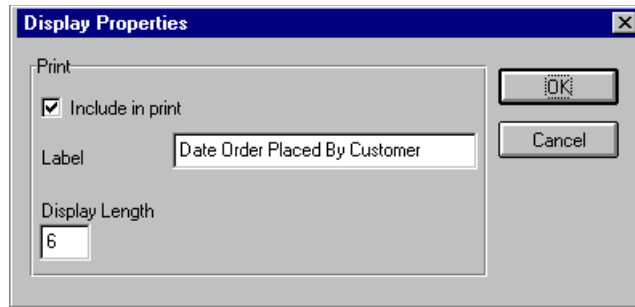 Display Properties
Print
Include in print
OK
Label
Date Order Placed By Customer
Cancel
Display Length
6